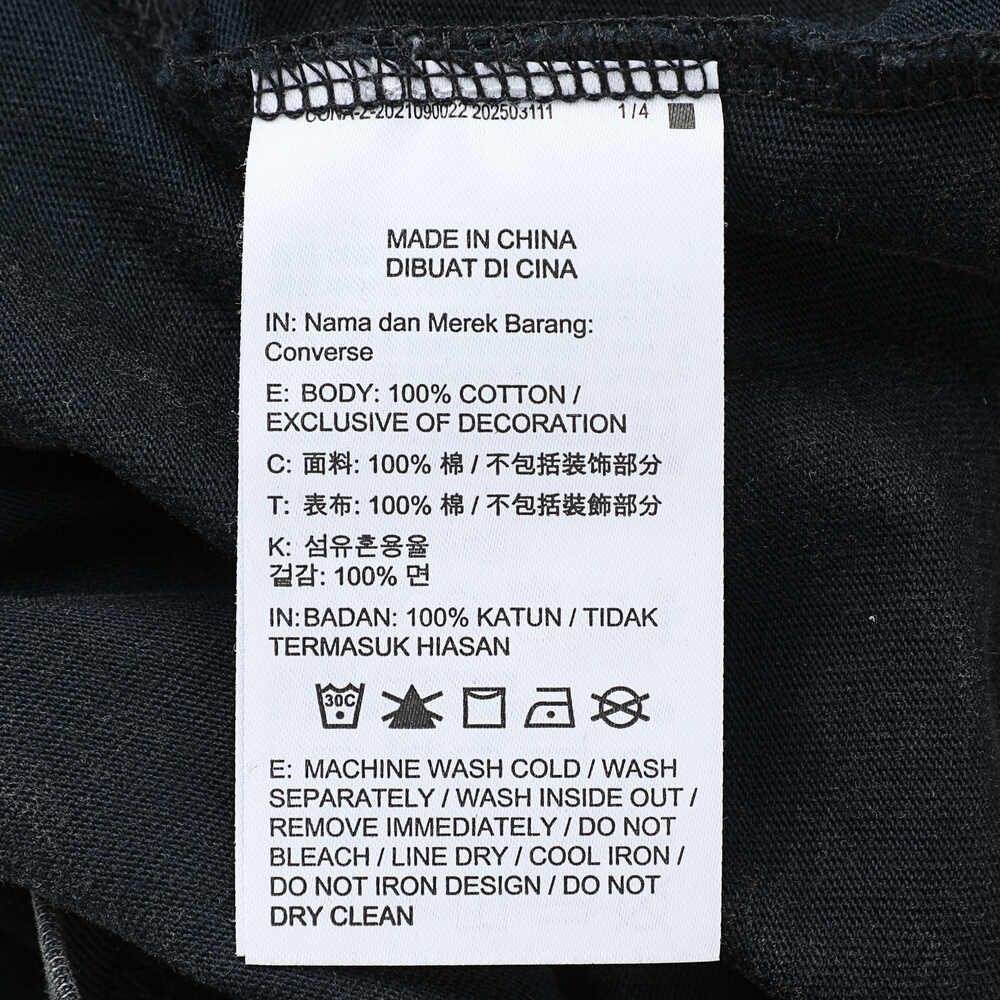 2021090022 202503111 1/4
MADE IN CHINA
DIBUAT DI CINA
IN: Nama dan Merek Barang:
Converse
E: BODY: 100% COTTON /
EXCLUSIVE OF DECORATION
C: 面料: 100% 棉 / 不包括装饰部分
T: 表布: 100% 棉 / 不包括裝飾部分
K: 섬유혼용율
겉감: 100% 면
IN:BADAN: 100% KATUN / TIDAK
TERMASUK HIASAN
30C
E: MACHINE WASH COLD / WASH
SEPARATELY / WASH INSIDE OUT /
REMOVE IMMEDIATELY / DO NOT
BLEACH / LINE DRY / COOL IRON /
DO NOT IRON DESIGN / DO NOT
DRY CLEAN